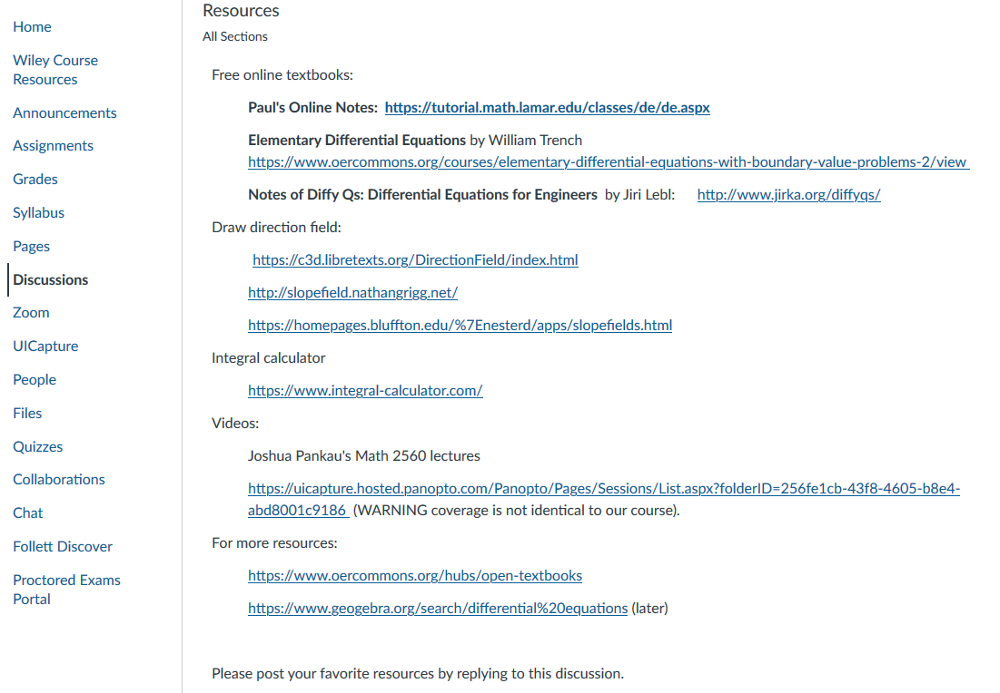 Home
Wiley Course
Resources
Announcements
Assignments
Grades
Syllabus
Pages
Discussions
Zoom
UICapture
People
Files
Quizzes
Collaborations
Chat
Follett Discover
Proctored Exams
Portal
Resources
All Sections
Free online textbooks:
Paul's Online Notes: https://tutorial.math.lamar.edu/classes/de/de.aspx
Elementary Differential Equations by William Trench
https://www.oercommons.org/courses/elementary-differential-equations-with-boundary-value-problems-2/view
Notes of Diffy Qs: Differential Equations for Engineers by Jiri Lebl: http://www.jirka.org/diffyqs/
Draw direction field:
https://c3d.libretexts.org/DirectionField/index.html
http://slopefield.nathangrigg.net/
https://homepages.bluffton.edu/%7Enesterd/apps/slopefields.html
Integral calculator
https://www.integral-calculator.com/
Videos:
Joshua Pankau's Math 2560 lectures
https://uicapture.hosted.panopto.com/Panopto/Pages/Sessions/List.aspx?folderID=256fe1cb-43f8-4605-b8e4-
abd8001c9186 (WARNING coverage is not identical to our course).
For more resources:
https://www.oercommons.org/hubs/open-textbooks
https://www.geogebra.org/search/differential%20equations (later)
Please post your favorite resources by replying to this discussion.